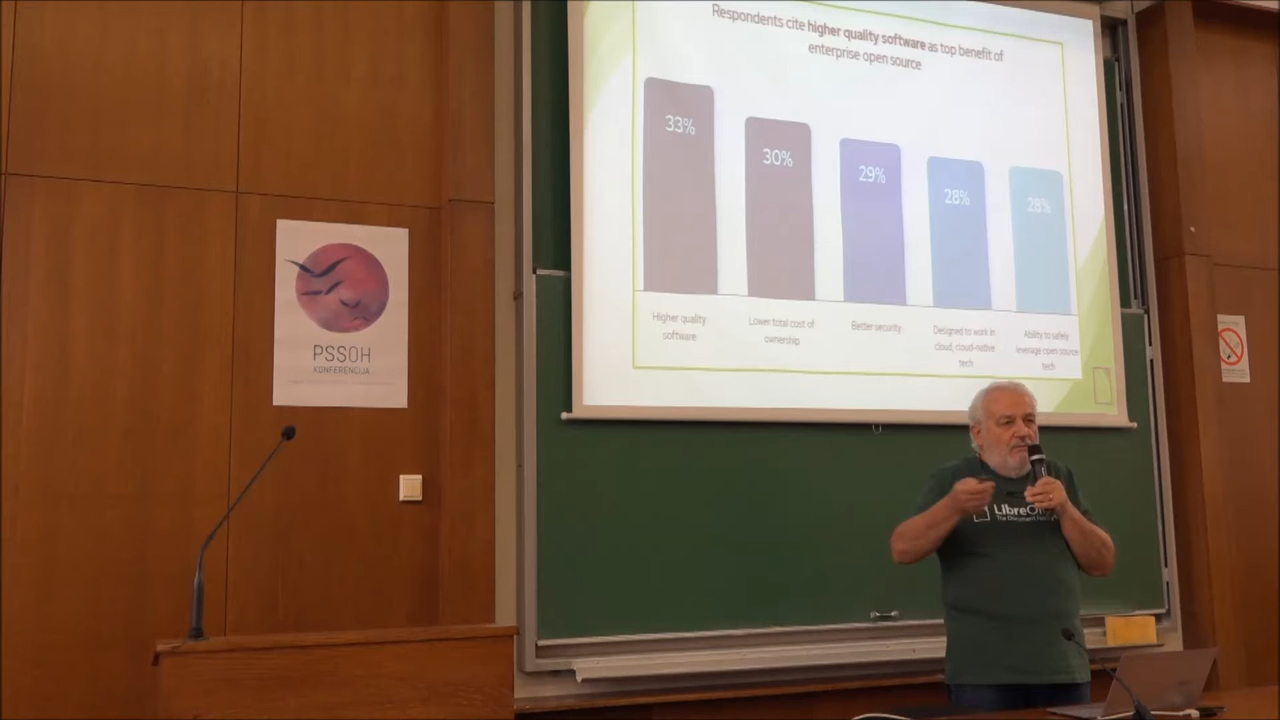 Respondents cite higher quality software as top benefit of
enterprise open source
33%
30%
29%
28%
28%
Higher quality
software
Lower total cost of
ownership
Better security
Designed to work in
cloud, cloud-native
tech
Ability to safely
leverage open source
tech
PSSOH
KONFERENCIJA
LibreOf
The Document